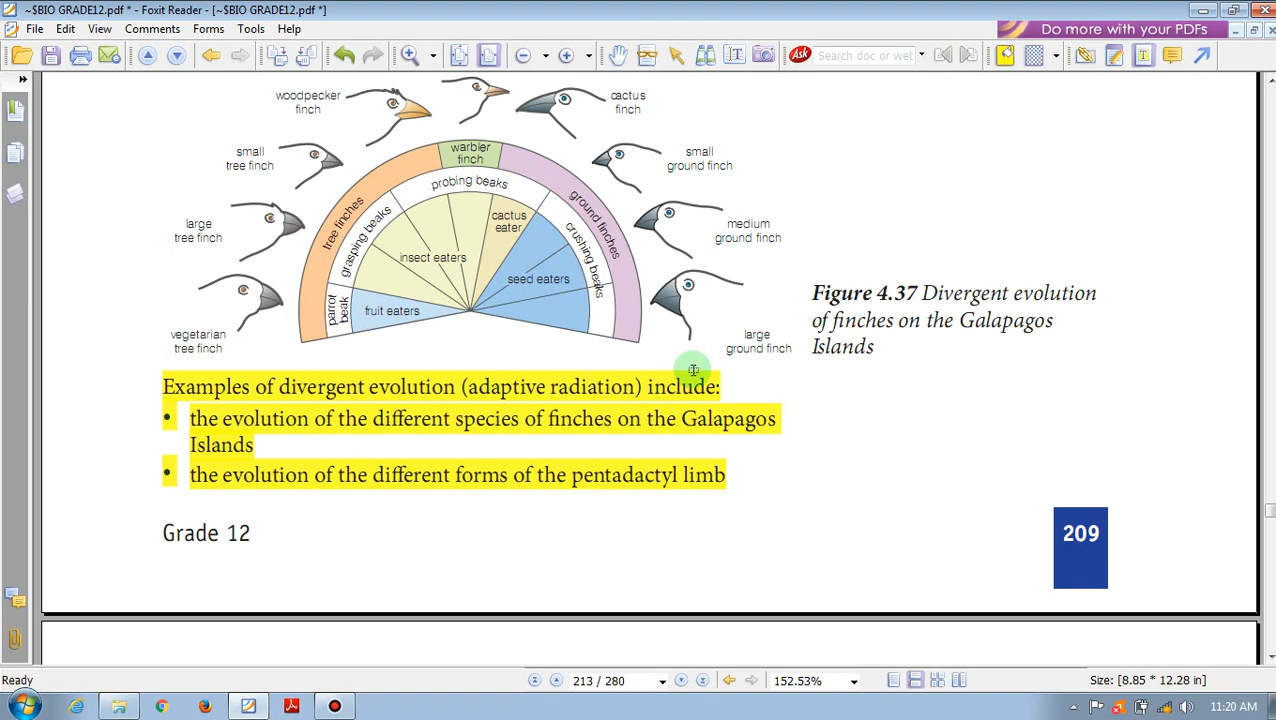 ~$BIO GRADE12.pdf * - Foxit Reader - [~$BIO GRADE12.pdf *]
File Edit View Comments Forms Tools Help
Do more with your PDFs
Ask Search doc or wet
woodpecker
finch
cactus
finch
small
tree finch
warbler
finch
small
ground finch
probing beaks
tree finches
ground finches
large
tree finch
grasping beaks
cactus
eater
crushing beaks
medium
ground finch
insect eaters
seed eaters
parrot
beak
fruit eaters
vegetarian
tree finch
large
ground finch
Figure 4.37 Divergent evolution
of finches on the Galapagos
Islands
Examples of divergent evolution (adaptive radiation) include:
• the evolution of the different species of finches on the Galapagos
Islands
• the evolution of the different forms of the pentadactyl limb
Grade 12
209
Ready
213 / 280
152.53%
Size: [8.85 * 12.28 in]
11:20 AM